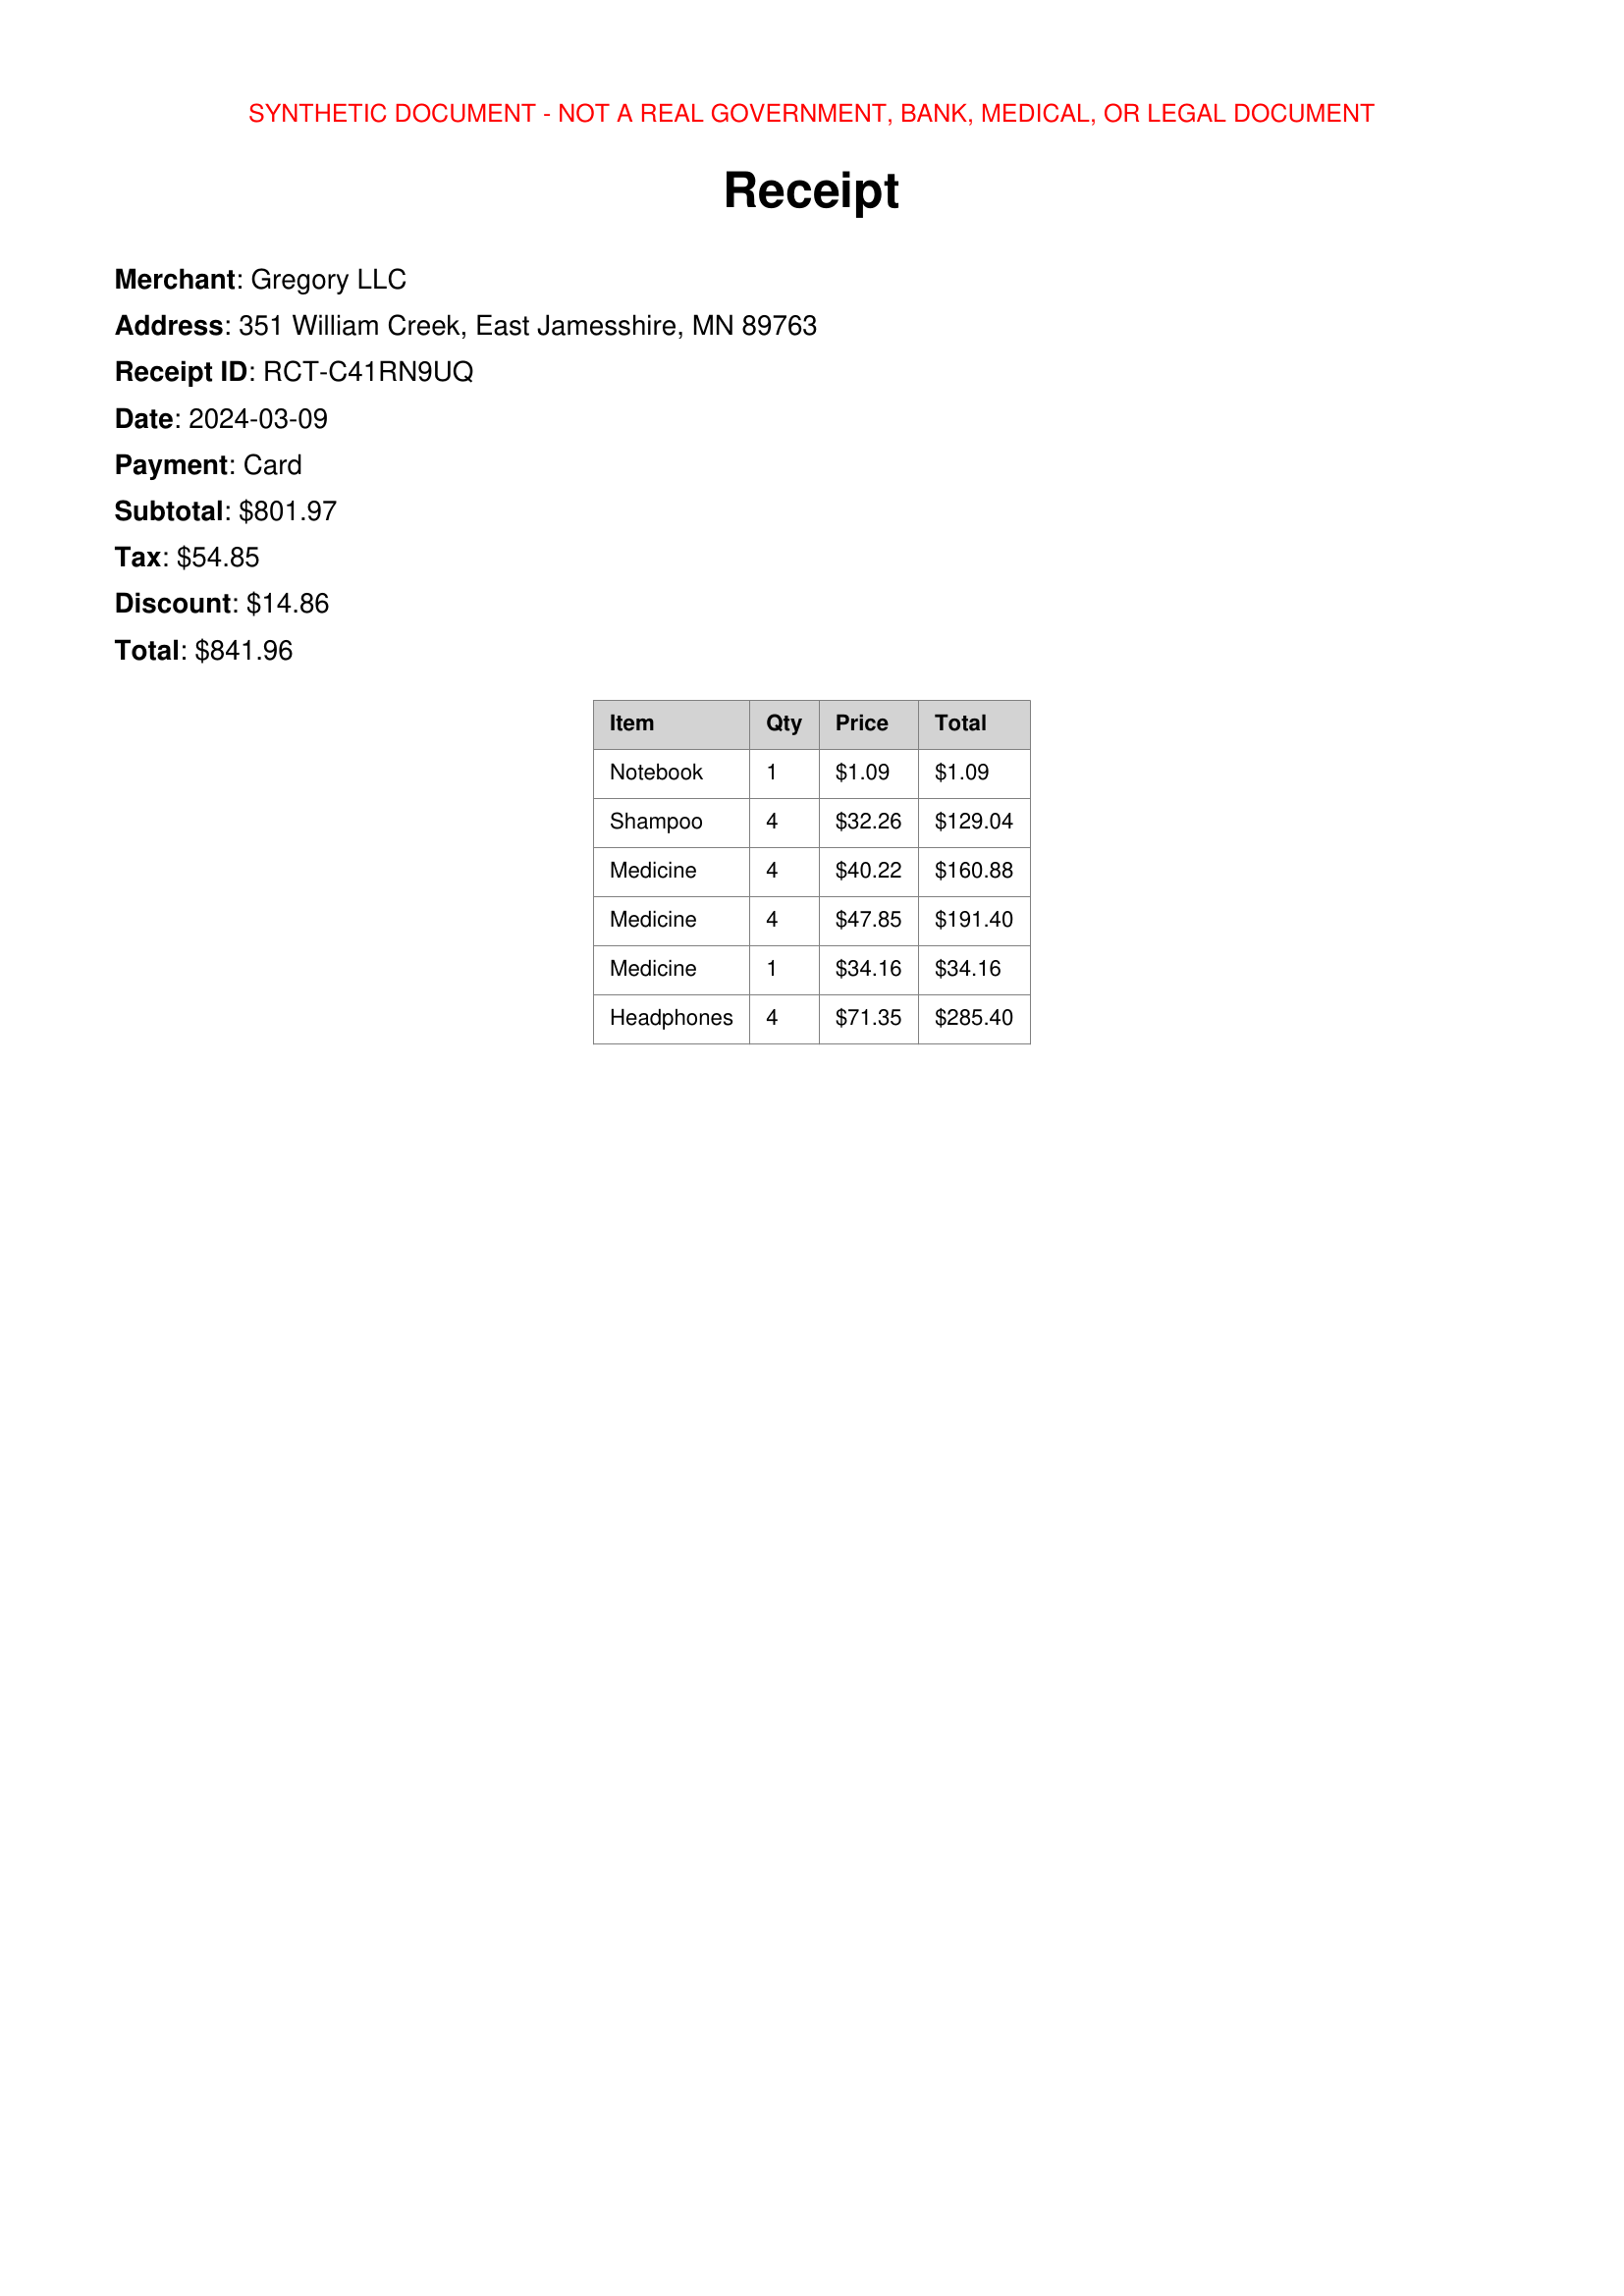 SYNTHETIC DOCUMENT - NOT A REAL GOVERNMENT, BANK, MEDICAL, OR LEGAL DOCUMENT
Receipt
Merchant: Gregory LLC
Address: 351 William Creek, East Jamesshire, MN 89763
Receipt ID: RCT-C41RN9UQ
Date: 2024-03-09
Payment: Card
Subtotal: $801.97
Tax: $54.85
Discount: $14.86
Total: $841.96
Item Qty Price Total
Notebook 1 $1.09 $1.09
Shampoo 4 $32.26 $129.04
Medicine 4 $40.22 $160.88
Medicine 4 $47.85 $191.40
Medicine 1 $34.16 $34.16
Headphones 4 $71.35 $285.40